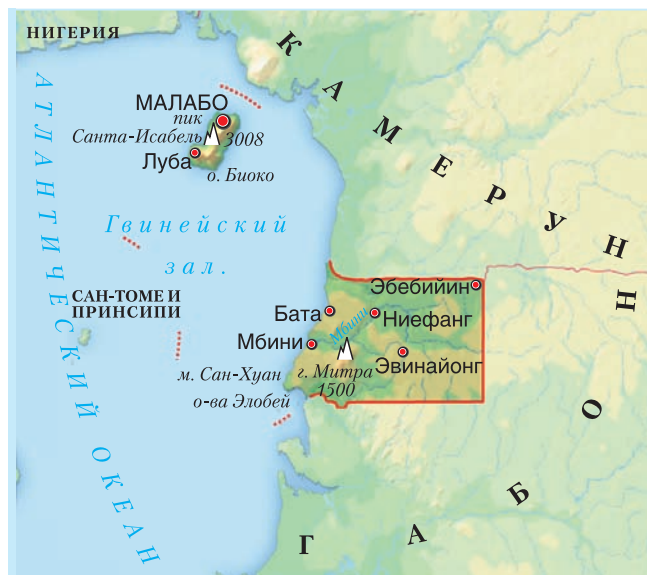 НИГЕРИЯ
КАМЕРУН
АТЛАНТИЧЕСКИЙ ОКЕАН
МАЛАБО
пик
Санта-Исабель
3008
Луба
о. Биоко
Гвинейский
зал.
САН-ТОМЕ И
ПРИНСИПИ
Эбебийин
Бата
Мбини
Ниефанг
Мбини
Эвинайонг
м. Сан-Хуан
г. Митра
1500
о-ва Элобей
ГАБОН